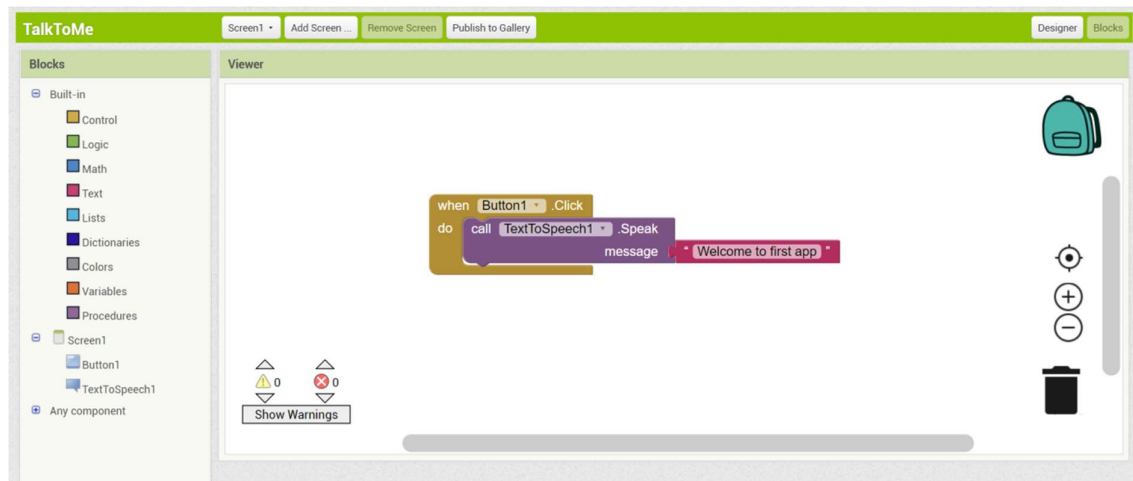 TalkToMe
Screen1 Add Screen ... Remove Screen Publish to Gallery Designer Blocks
Blocks
Built-in
Control
Logic
Math
Text
Lists
Dictionaries
Colors
Variables
Procedures
Screen1
Button1
TextToSpeech1
Any component
Viewer
when Button1 .Click
do call TextToSpeech1 .Speak
message " Welcome to first app "
0 0
Show Warnings